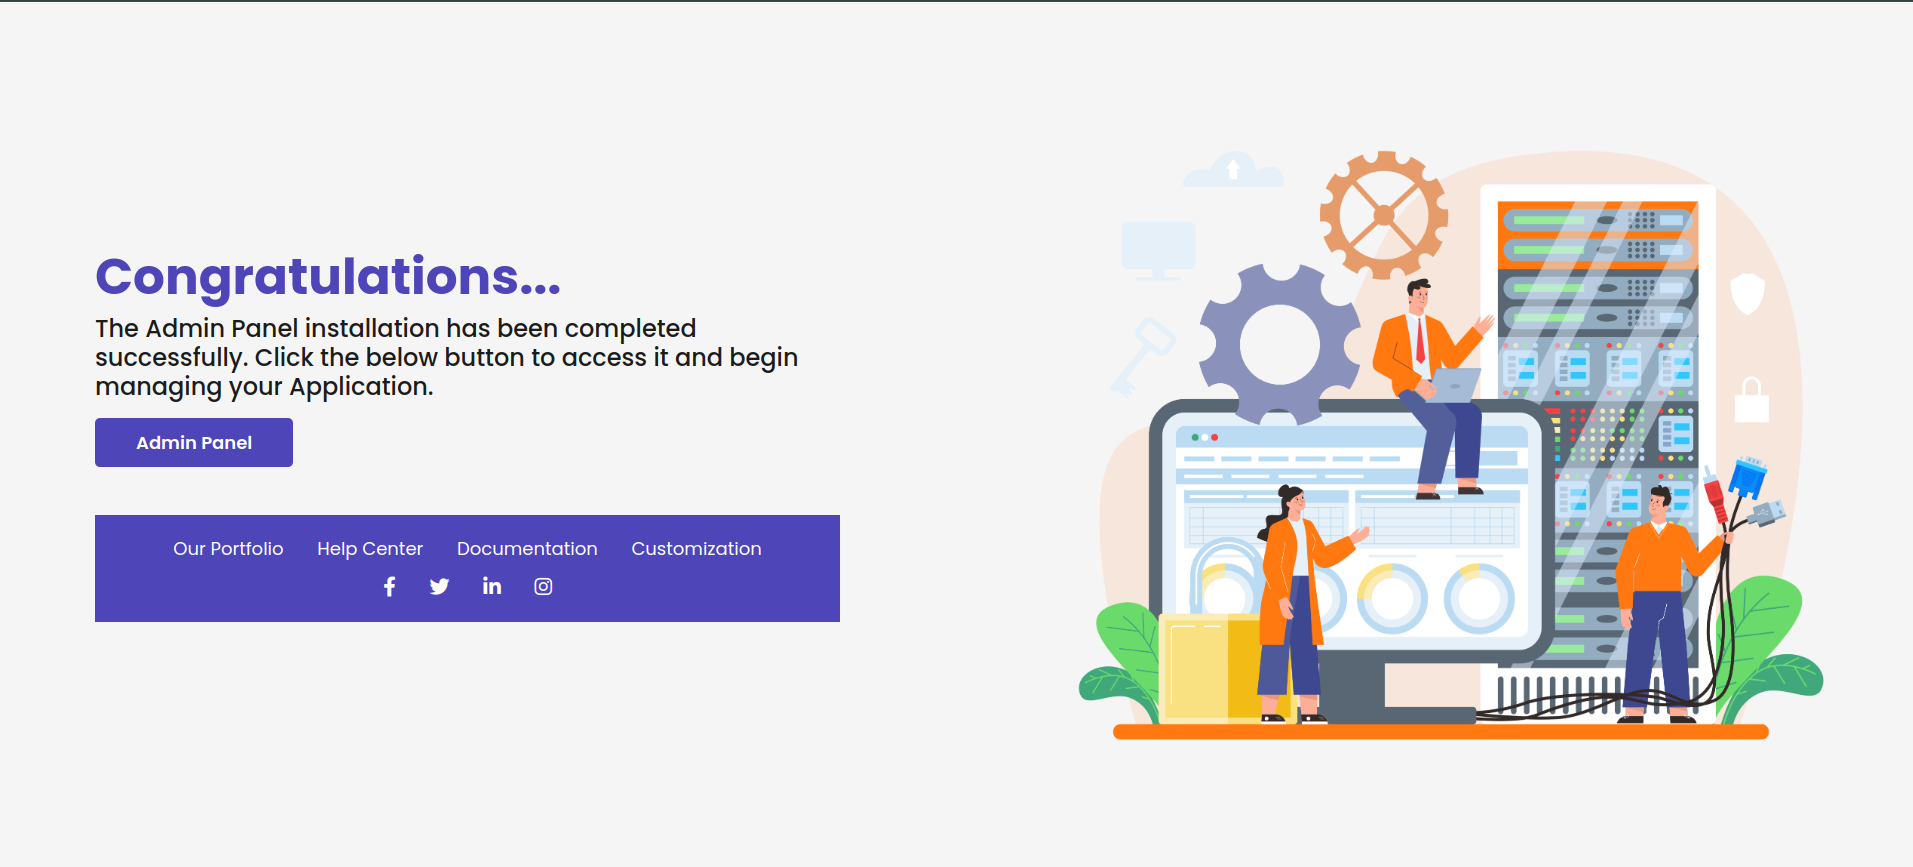 Congratulations...
The Admin Panel installation has been completed
successfully. Click the below button to access it and begin
managing your Application.
Admin Panel
Our Portfolio Help Center Documentation Customization